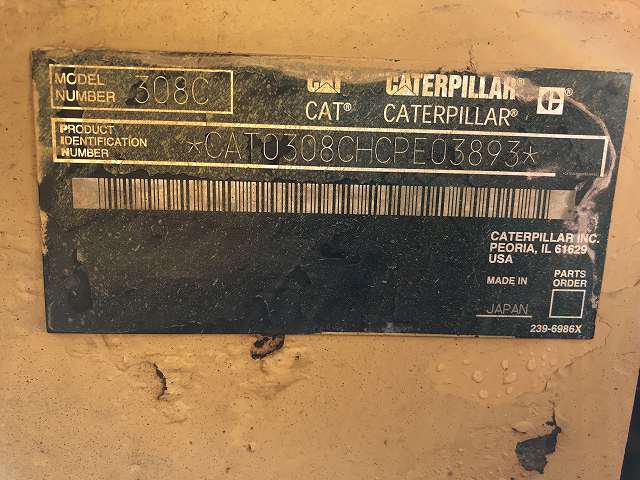 MODEL NUMBER 308C
CAT CATERPILLAR®
CAT® CATERPILLAR®
PRODUCT IDENTIFICATION NUMBER *CAT0308CHCPE03893*
CATERPILLAR INC.
PEORIA, IL 61629
USA
MADE IN
JAPAN
PARTS ORDER
239-6986X